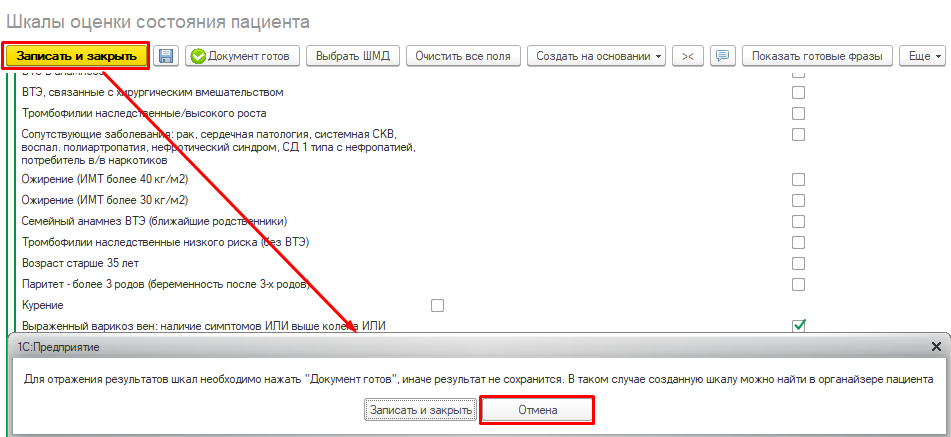 Шкалы оценки состояния пациента
Записать и закрыть Документ готов Выбрать ШМД Очистить все поля Создать на основании >< Показать готовые фразы Еще
ВТЭ в анамнезе
ВТЭ, связанные с хирургическим вмешательством
Тромбофилии наследственные/высокого роста
Сопутствующие заболевания: рак, сердечная патология, системная СКВ,
воспал. полиартропатия, нефротический синдром, СД 1 типа с нефропатией,
потребитель в/в наркотиков
Ожирение (ИМТ более 40 кг/м2)
Ожирение (ИМТ более 30 кг/м2)
Семейный анамнез ВТЭ (ближайшие родственники)
Тромбофилии наследственные низкого риска (без ВТЭ)
Возраст старше 35 лет
Паритет - более 3 родов (беременность после 3-х родов)
Курение
Выраженный варикоз вен: наличие симптомов ИЛИ выше колена ИЛИ
1С:Предприятие
Для отражения результатов шкал необходимо нажать "Документ готов", иначе результат не сохранится. В таком случае созданную шкалу можно найти в органайзере пациента
Записать и закрыть Отмена